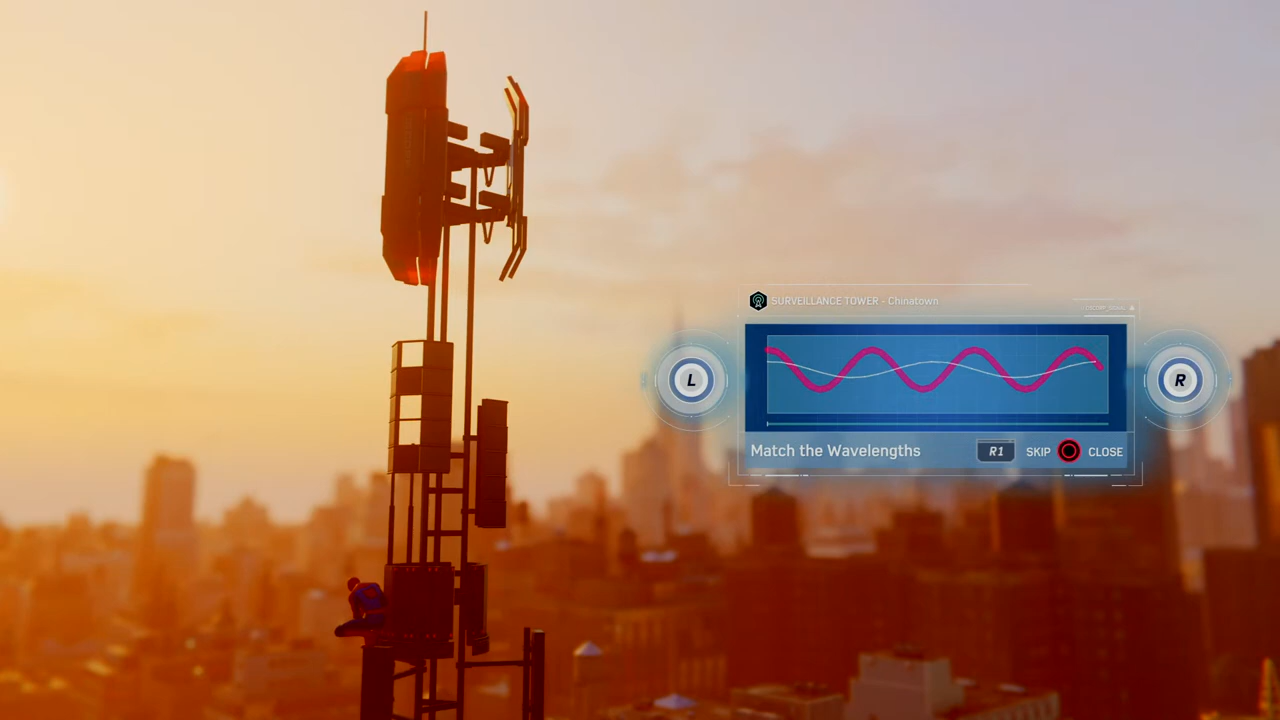 SURVEILLANCE TOWER - Chinatown
L
R
Match the Wavelengths
R1 SKIP CLOSE